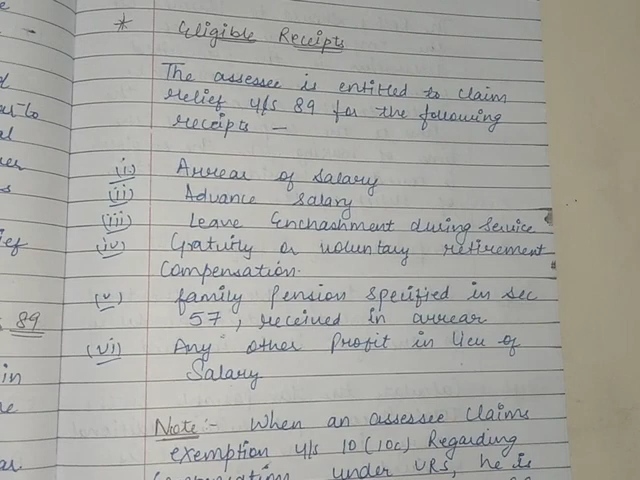 * Eligible Receipts
The assessee is entitled to claim
relief u/s 89 for the following
receipts —
(i) Arrear of Salary
(ii) Advance Salary
(iii) Leave Enchashment during Service
(iv) Gratuity or voluntary retirement
Compensation.
(v) family Pension Specified in sec
57, received in arrear
(vi) Any other Profit in lieu of
Salary
Note:- When an assessee Claims
exemption u/s 10(10c) Regarding
under VRS, he is
89
in